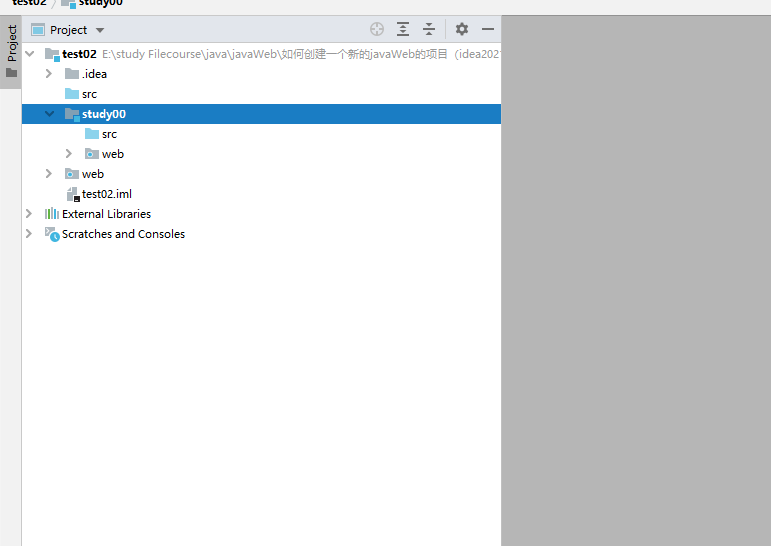 test02 / study00
Project
Project
test02 E:\study Filecourse\java\javaWeb\如何创建一个新的javaWeb的项目（idea202
.idea
src
study00
src
web
web
test02.iml
External Libraries
Scratches and Consoles